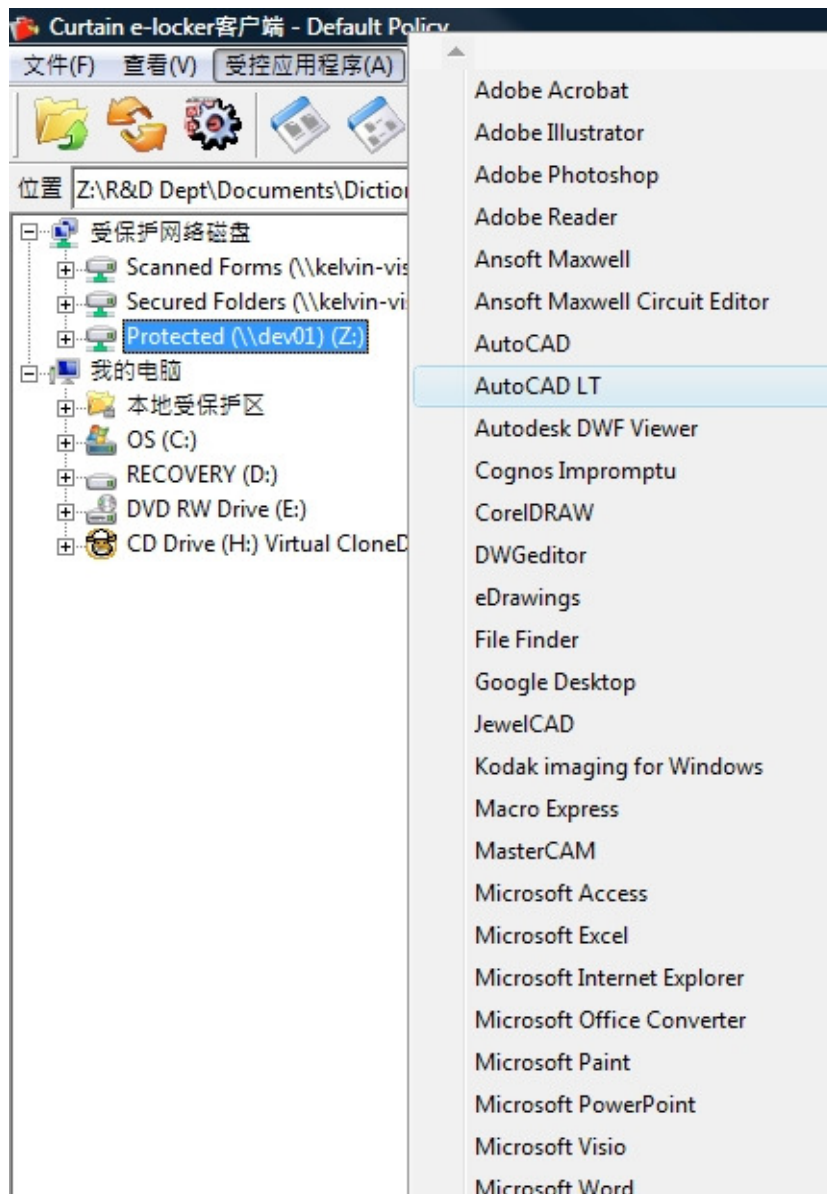 Curtain e-locker客户端 - Default Policy
文件(F) 查看(V) 受控应用程序(A)
位置 Z:\R&D Dept\Documents\Diction
受保护网络磁盘
Scanned Forms (\\kelvin-vis
Secured Folders (\\kelvin-vi
Protected (\\dev01) (Z:)
我的电脑
本地受保护区
OS (C:)
RECOVERY (D:)
DVD RW Drive (E:)
CD Drive (H:) Virtual CloneD
Adobe Acrobat
Adobe Illustrator
Adobe Photoshop
Adobe Reader
Ansoft Maxwell
Ansoft Maxwell Circuit Editor
AutoCAD
AutoCAD LT
Autodesk DWF Viewer
Cognos Impromptu
CorelDRAW
DWGeditor
eDrawings
File Finder
Google Desktop
JewelCAD
Kodak imaging for Windows
Macro Express
MasterCAM
Microsoft Access
Microsoft Excel
Microsoft Internet Explorer
Microsoft Office Converter
Microsoft Paint
Microsoft PowerPoint
Microsoft Visio
Microsoft Word